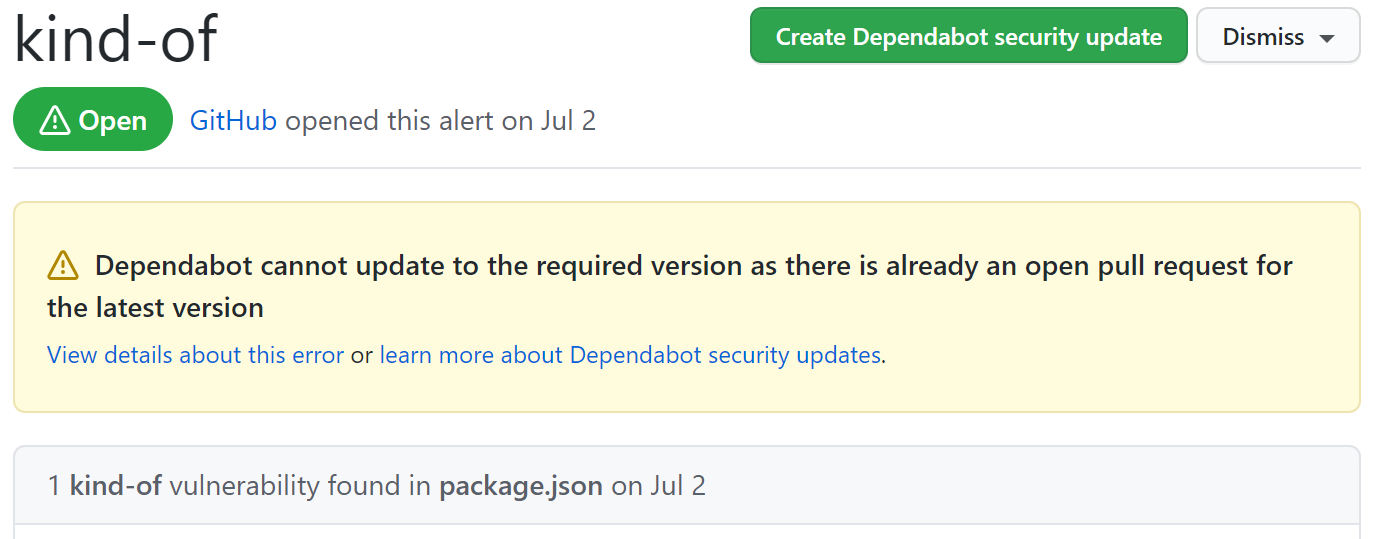 kind-of
Create Dependabot security update
Dismiss
Open
GitHub opened this alert on Jul 2
Dependabot cannot update to the required version as there is already an open pull request for
the latest version
View details about this error or learn more about Dependabot security updates.
1 kind-of vulnerability found in package.json on Jul 2